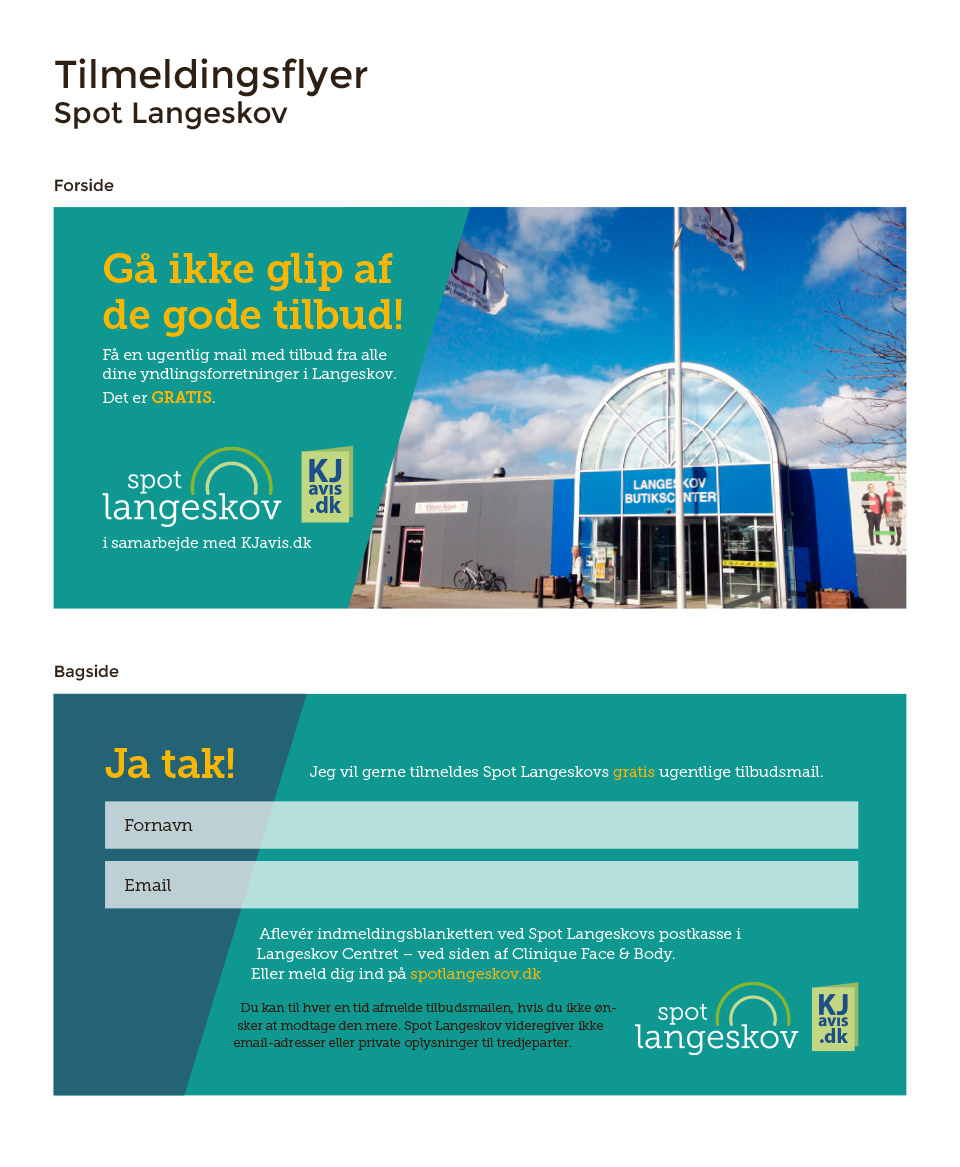 Tilmeldingsflyer
Spot Langeskov
Forside
Gå ikke glip af
de gode tilbud!
Få en ugentlig mail med tilbud fra alle
dine yndlingsforretninger i Langeskov.
Det er GRATIS.
spot
langeskov
KJ
avis
.dk
i samarbejde med KJavis.dk
LANGESKOV
BUTIKSCENTER
Bagside
Ja tak!
Jeg vil gerne tilmeldes Spot Langeskovs gratis ugentlige tilbudsmail.
Fornavn
Email
Aflevér indmeldingsblanketten ved Spot Langeskovs postkasse i
Langeskov Centret – ved siden af Clinique Face & Body.
Eller meld dig ind på spotlangeskov.dk
Du kan til hver en tid afmelde tilbudsmailen, hvis du ikke øn-
sker at modtage den mere. Spot Langeskov videregiver ikke
email-adresser eller private oplysninger til tredjeparter.
spot
langeskov
KJ
avis
.dk